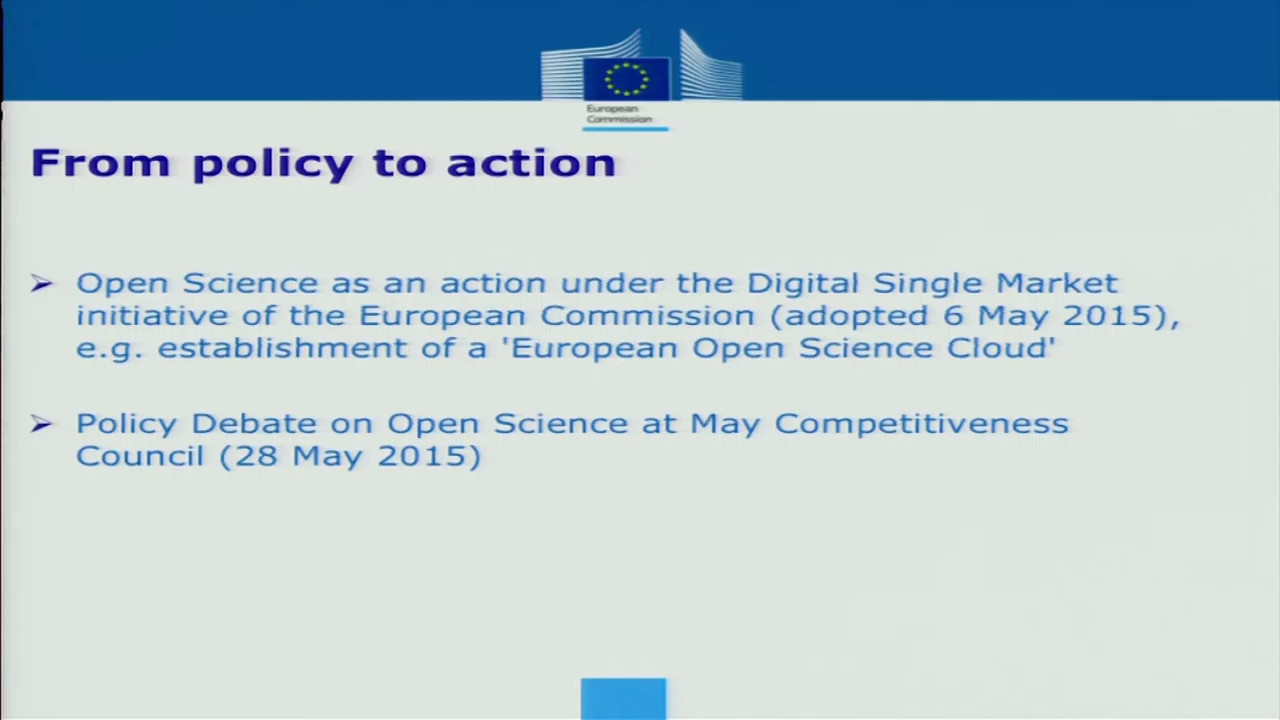 European
Commission
From policy to action
➢ Open Science as an action under the Digital Single Market
initiative of the European Commission (adopted 6 May 2015),
e.g. establishment of a 'European Open Science Cloud'
➢ Policy Debate on Open Science at May Competitiveness
Council (28 May 2015)